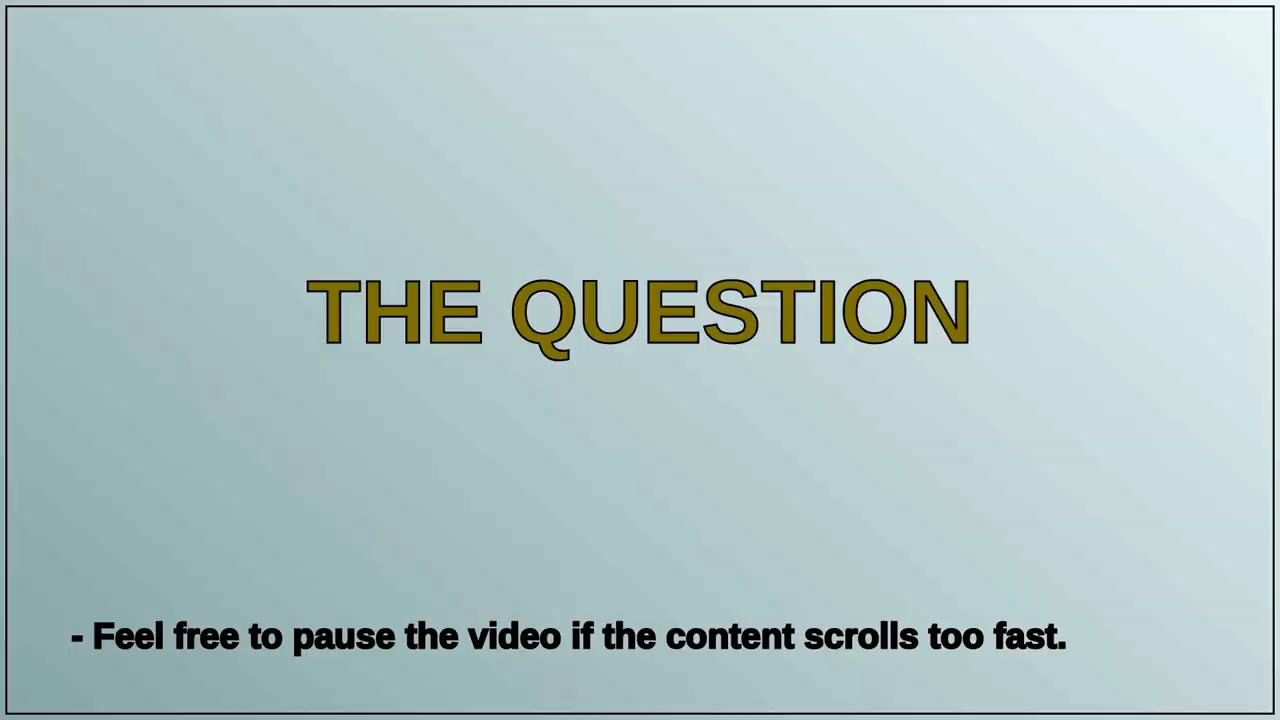 THE QUESTION
- Feel free to pause the video if the content scrolls too fast.